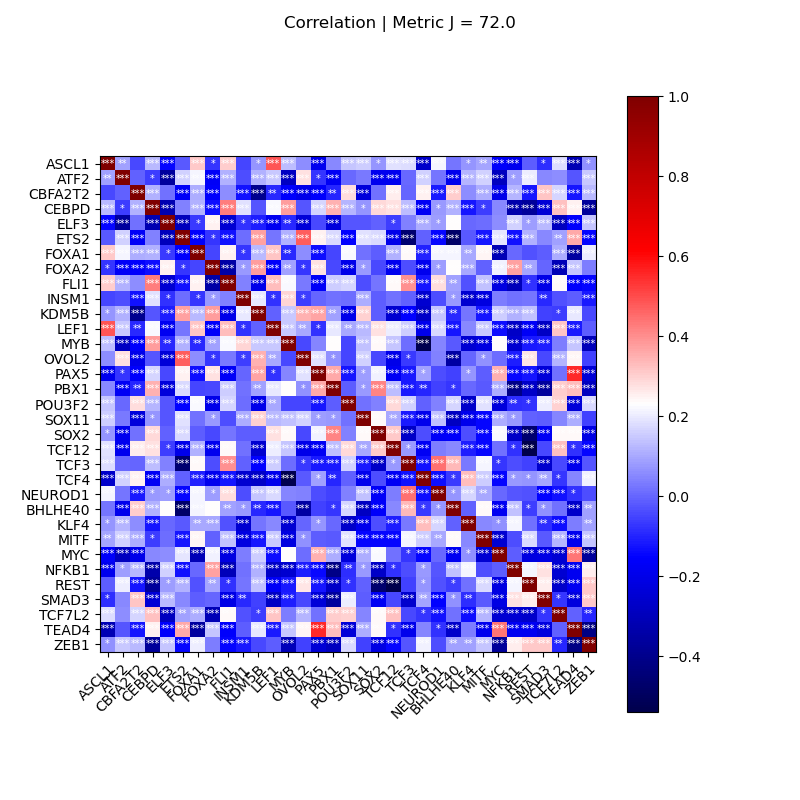 Correlation | Metric J = 72.0
ASCL1
ATF2
CBFA2T2
CEBPD
ELF3
ETS2
FOXA1
FOXA2
FLI1
INSM1
KDM5B
LEF1
MYB
OVOL2
PAX5
PBX1
POU3F2
SOX11
SOX2
TCF12
TCF3
TCF4
NEUROD1
BHLHE40
KLF4
MITF
MYC
NFKB1
REST
SMAD3
TCF7L2
TEAD4
ZEB1
ASCL1
ATF2
CBFA2T2
CEBPD
ELF3
ETS2
FOXA1
FOXA2
FLI1
INSM1
KDM5B
LEF1
MYB
OVOL2
PAX5
PBX1
POU3F2
SOX11
SOX2
TCF12
TCF3
TCF4
NEUROD1
BHLHE40
KLF4
MITF
MYC
NFKB1
REST
SMAD3
TCF7L2
TEAD4
ZEB1
1.0
0.8
0.6
0.4
0.2
0.0
−0.2
−0.4